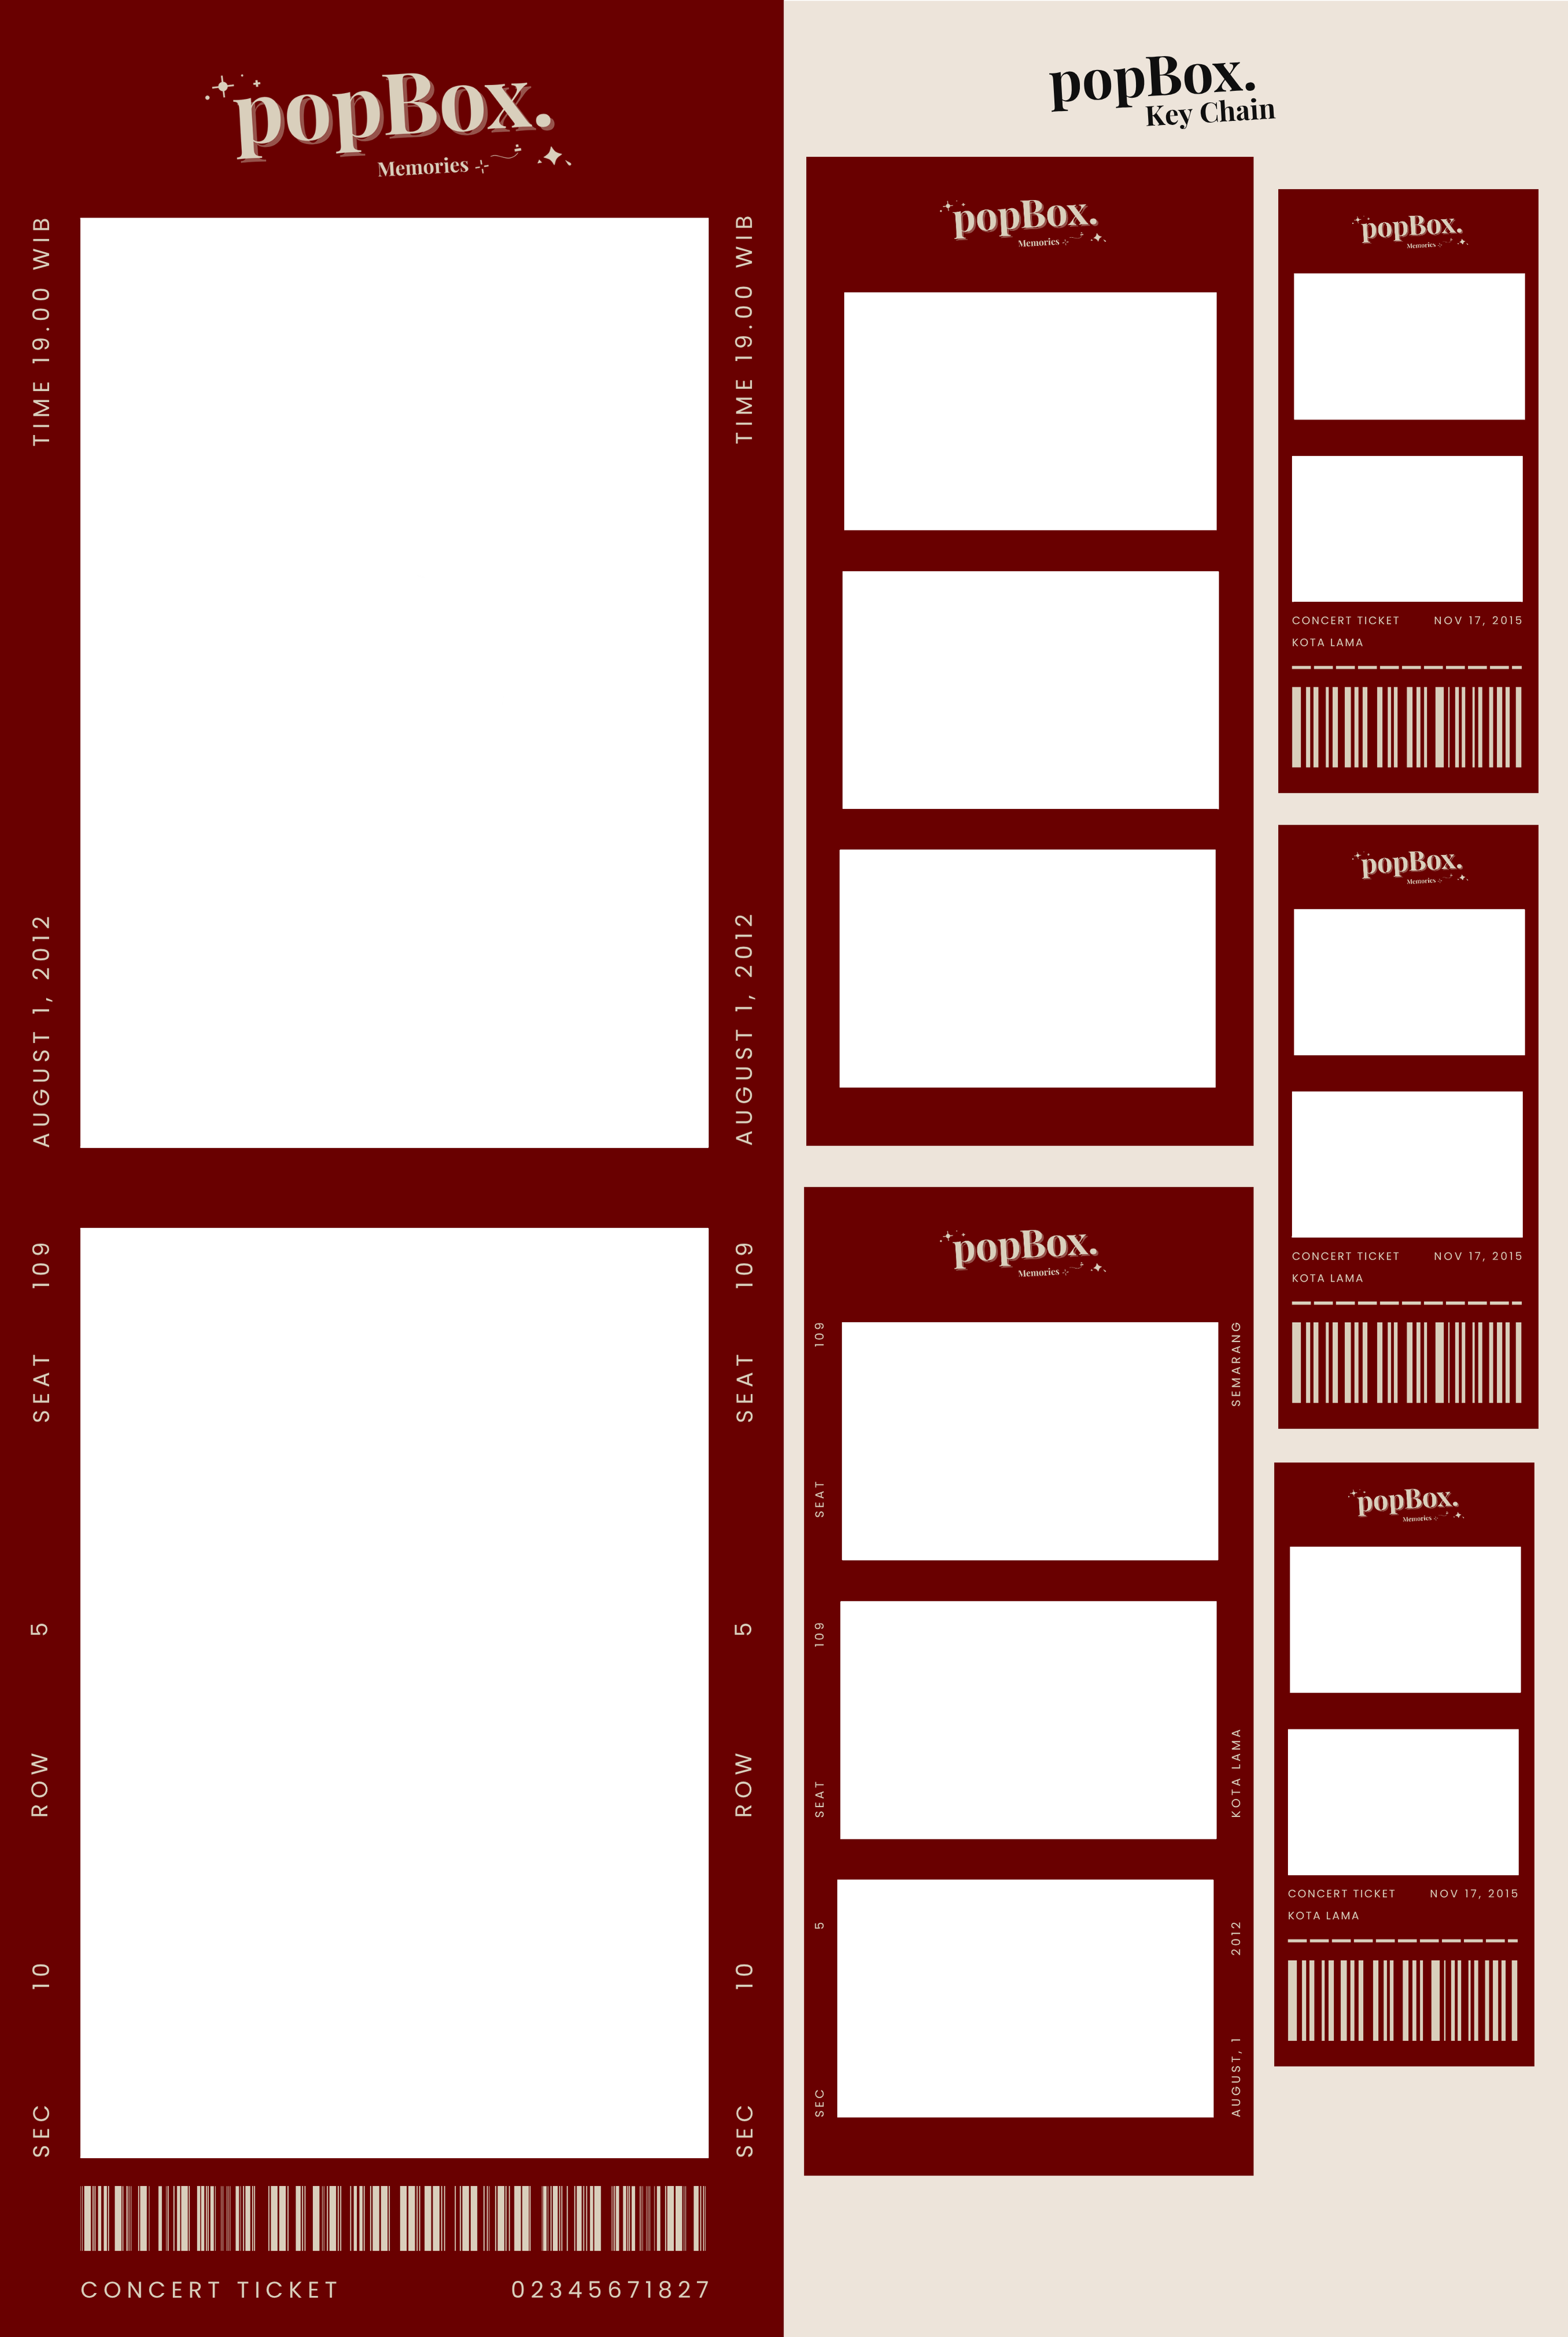 popBox.
Memories
TIME 19.00 WIB
TIME 19.00 WIB
AUGUST 1, 2012
AUGUST 1, 2012
109
109
SEAT
SEAT
5
5
ROW
ROW
10
10
SEC
SEC
CONCERT TICKET 02345671827
popBox.
Key Chain
popBox.
Memories
popBox.
Memories
109
SEMARANG
SEAT
109
KOTA LAMA
SEAT
5
2012
SEC
AUGUST, 1
popBox.
Memories
CONCERT TICKET NOV 17, 2015
KOTA LAMA
popBox.
Memories
CONCERT TICKET NOV 17, 2015
KOTA LAMA
popBox.
Memories
CONCERT TICKET NOV 17, 2015
KOTA LAMA